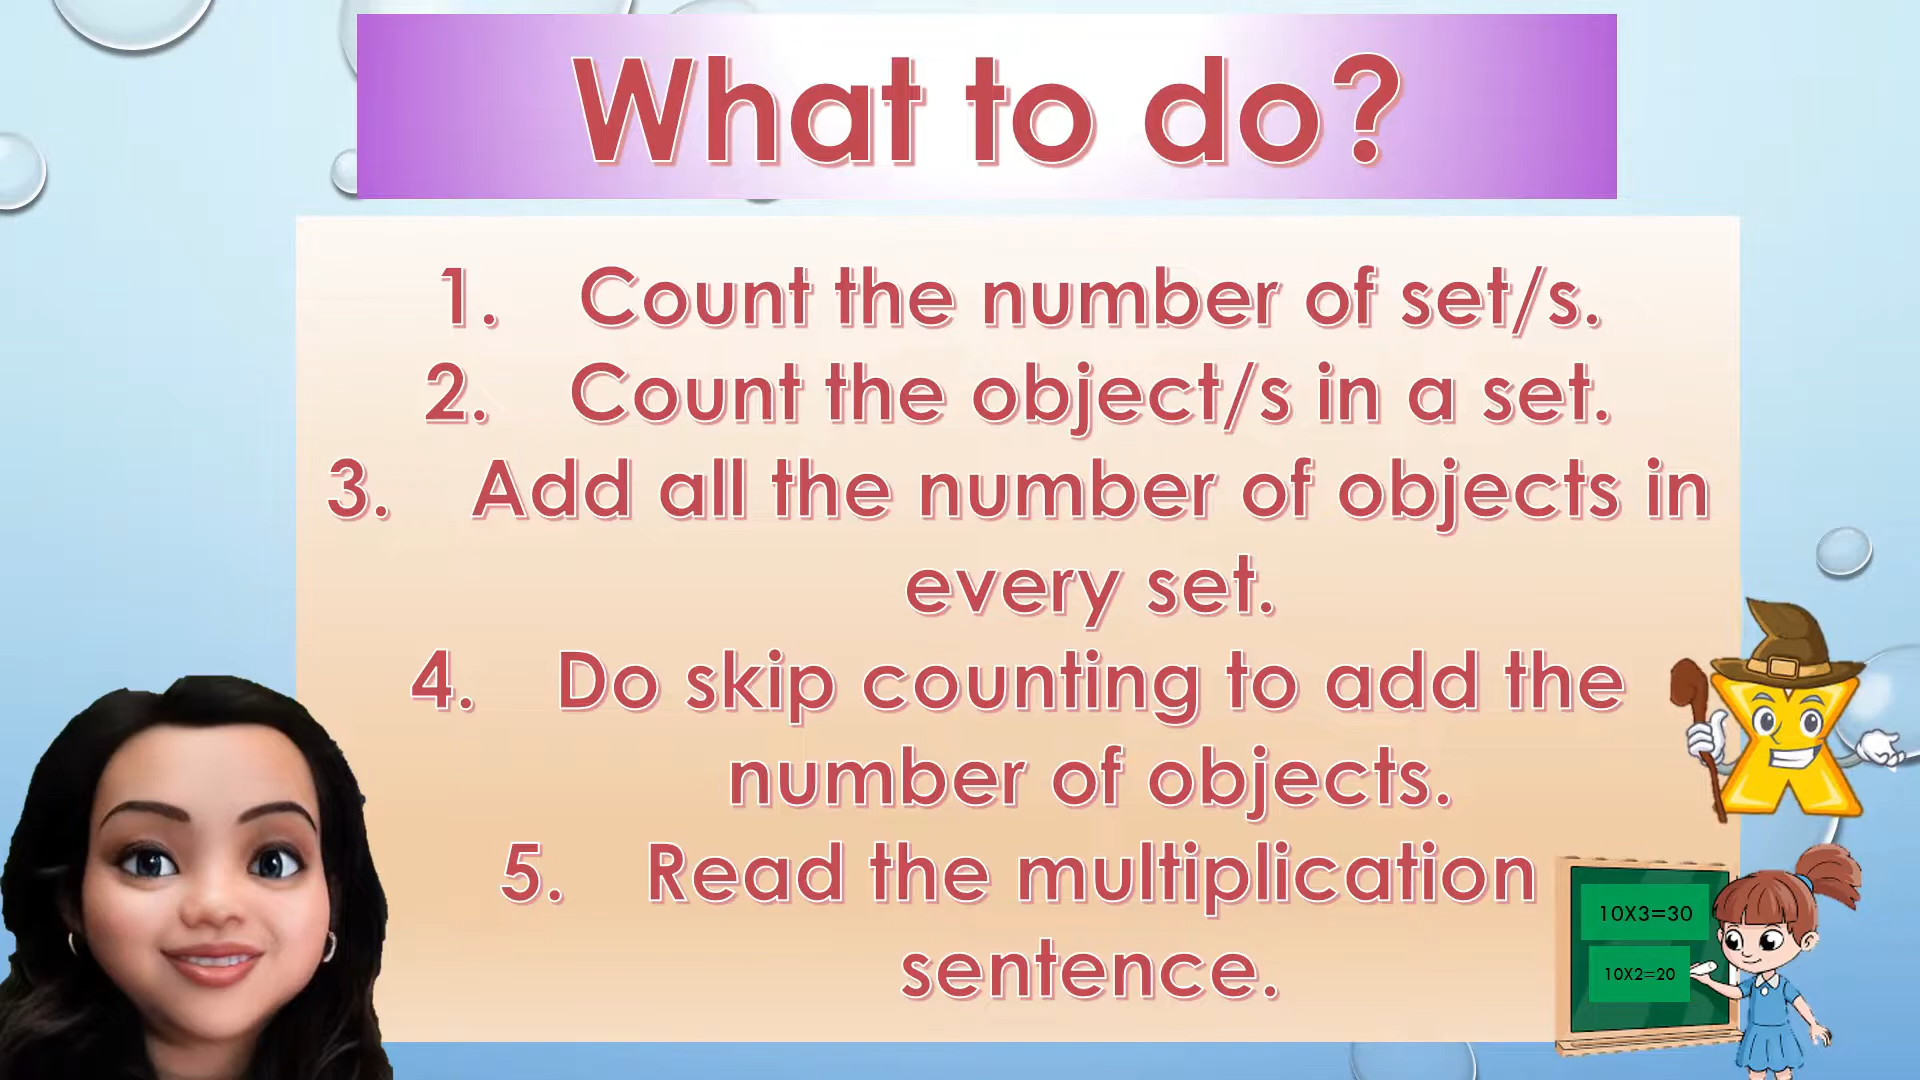 What to do?
1. Count the number of set/s.
2. Count the object/s in a set.
3. Add all the number of objects in
every set.
4. Do skip counting to add the
number of objects.
5. Read the multiplication
sentence.
10X3=30
10X2=20